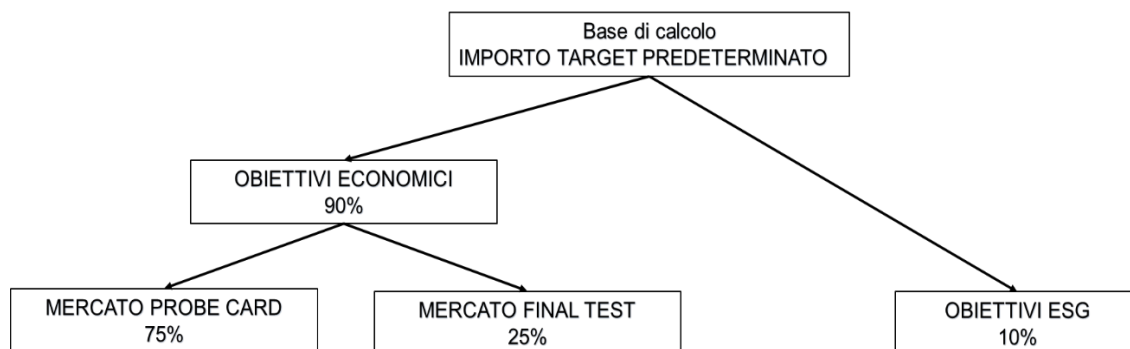 Base di calcolo
IMPORTO TARGET PREDETERMINATO
OBIETTIVI ECONOMICI
90%
MERCATO PROBE CARD
75%
MERCATO FINAL TEST
25%
OBIETTIVI ESG
10%